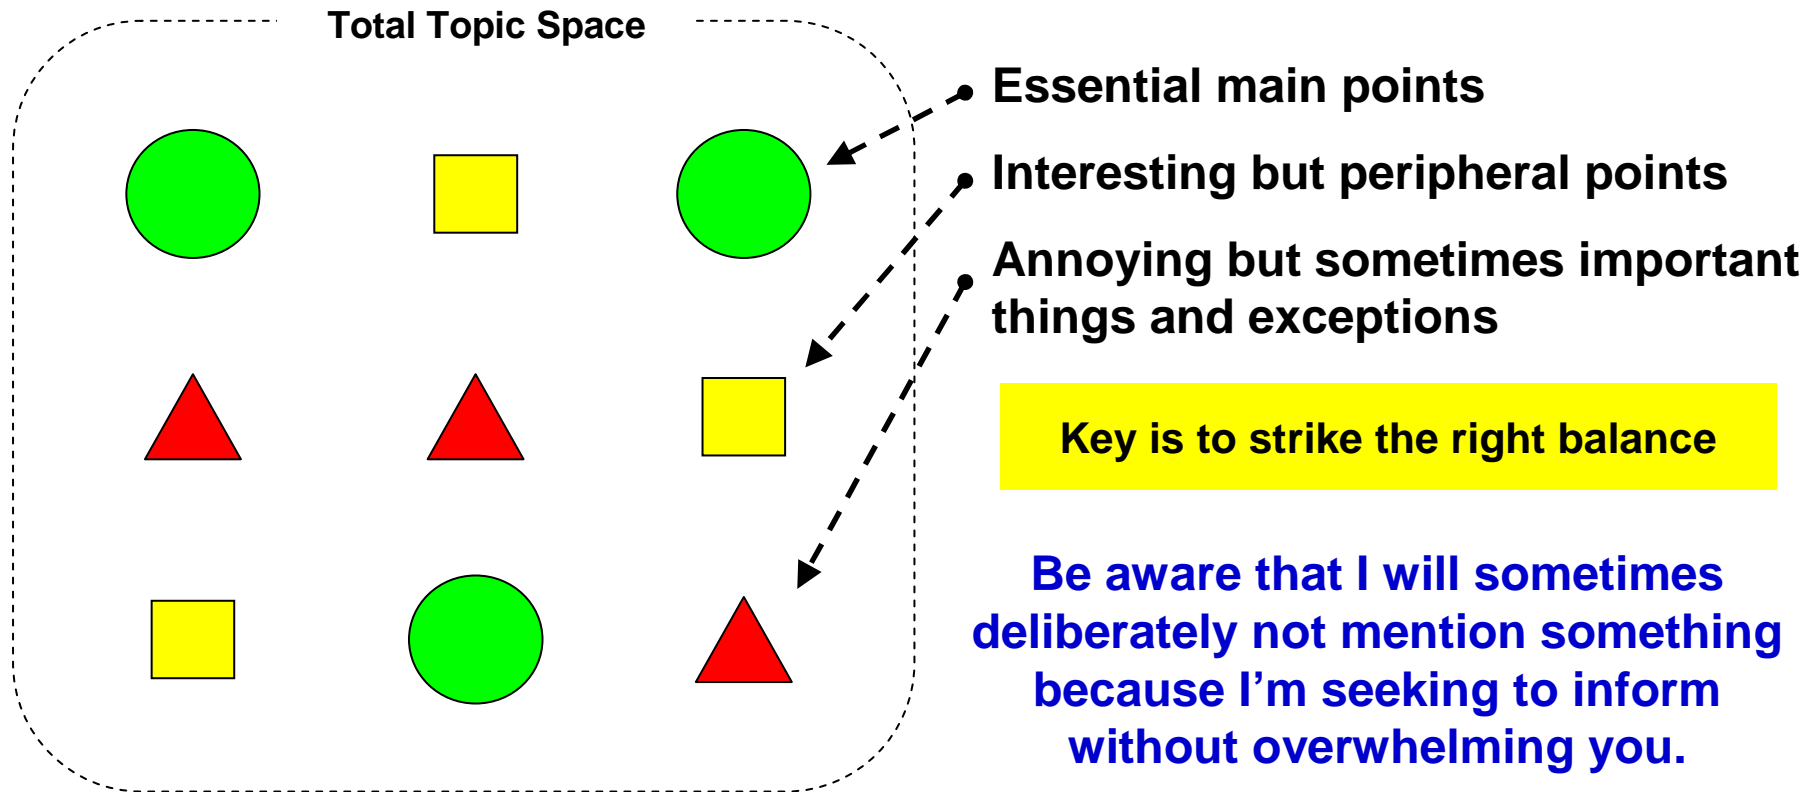 Total Topic Space
Essential main points
Interesting but peripheral points
Annoying but sometimes important
things and exceptions
Key is to strike the right balance
Be aware that I will sometimes
deliberately not mention something
because I’m seeking to inform
without overwhelming you.